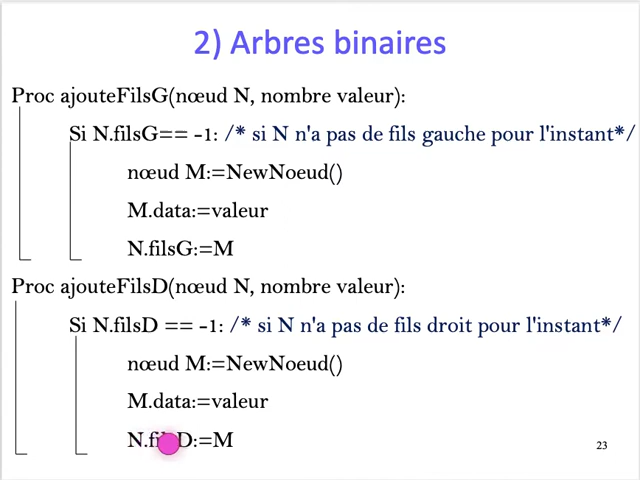 2) Arbres binaires
Proc ajouteFilsG(nœud N, nombre valeur):
Si N.filsG== -1: /* si N n'a pas de fils gauche pour l'instant*/
nœud M:=NewNoeud()
M.data:=valeur
N.filsG:=M
Proc ajouteFilsD(nœud N, nombre valeur):
Si N.filsD == -1: /* si N n'a pas de fils droit pour l'instant*/
nœud M:=NewNoeud()
M.data:=valeur
N.filsD:=M
23